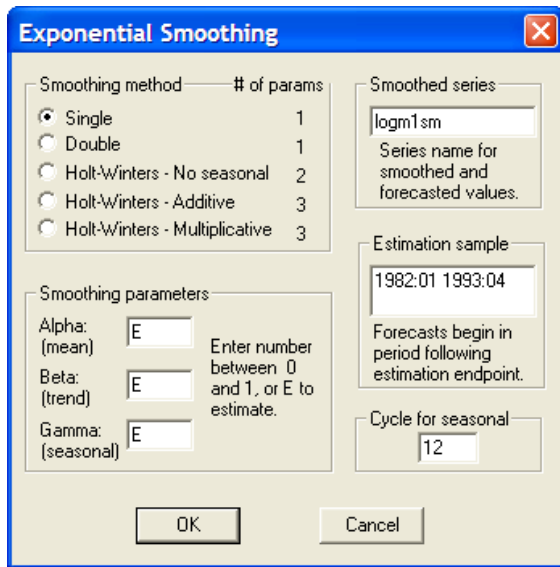 Exponential Smoothing
Smoothing method # of params
Single 1
Double 1
Holt-Winters - No seasonal 2
Holt-Winters - Additive 3
Holt-Winters - Multiplicative 3
Smoothing parameters
Alpha: (mean) E
Beta: (trend) E
Gamma: (seasonal) E
Enter number
between 0
and 1, or E to
estimate.
Smoothed series
logm1sm
Series name for
smoothed and
forecasted values.
Estimation sample
1982:01 1993:04
Forecasts begin in
period following
estimation endpoint.
Cycle for seasonal
12
OK
Cancel